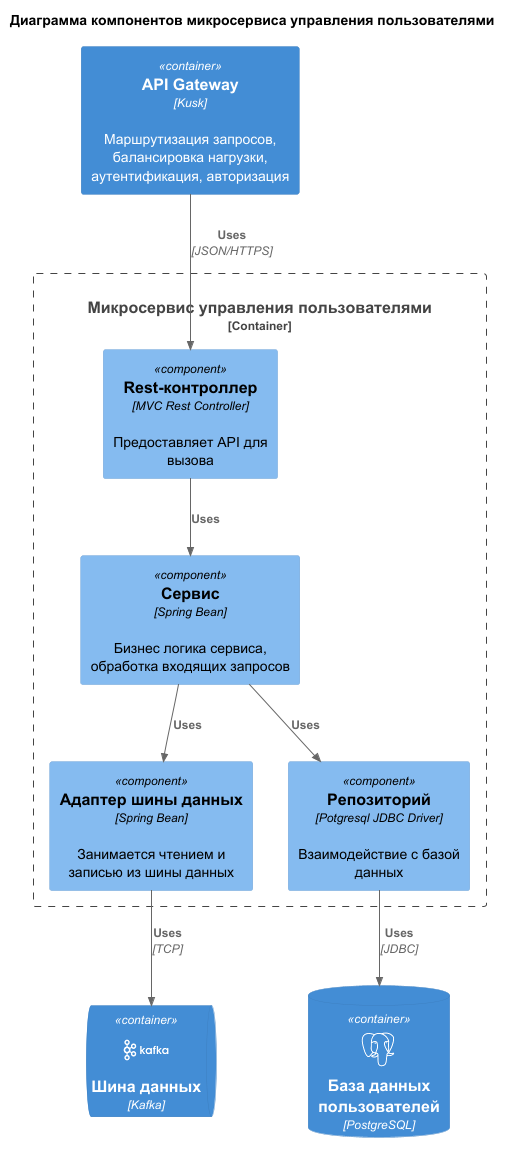 Диаграмма компонентов микросервиса управления пользователями
«container»
API Gateway
[Kusk]
Маршрутизация запросов,
балансировка нагрузки,
аутентификация, авторизация
Uses
[JSON/HTTPS]
Микросервис управления пользователями
[Container]
«component»
Rest-контроллер
[MVC Rest Controller]
Предоставляет API для
вызова
Uses
«component»
Сервис
[Spring Bean]
Бизнес логика сервиса,
обработка входящих запросов
Uses
Uses
«component»
Адаптер шины данных
[Spring Bean]
Занимается чтением и
записью из шины данных
«component»
Репозиторий
[Potgresql JDBC Driver]
Взаимодействие с базой
данных
Uses
[TCP]
Uses
[JDBC]
«container»
kafka
Шина данных
[Kafka]
«container»
База данных
пользователей
[PostgreSQL]